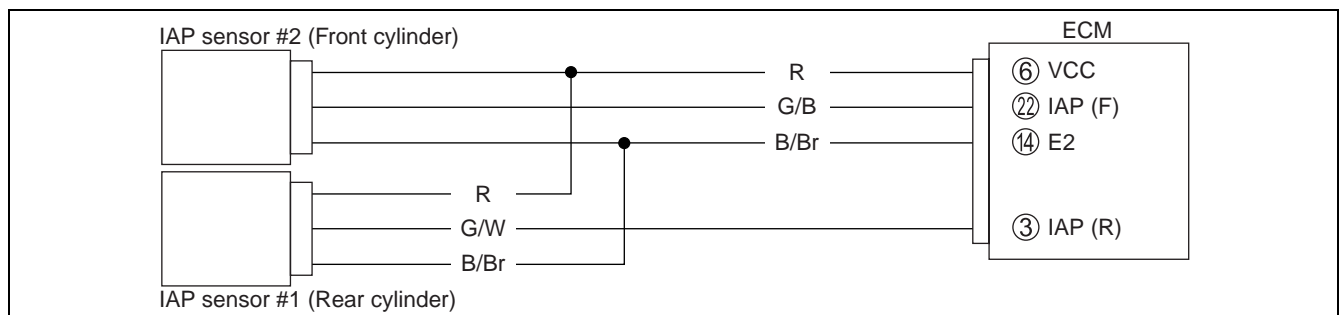 IAP sensor #2 (Front cylinder)
ECM
R
⑥ VCC
G/B
㉒ IAP (F)
B/Br
⑭ E2
R
G/W
③ IAP (R)
B/Br
IAP sensor #1 (Rear cylinder)